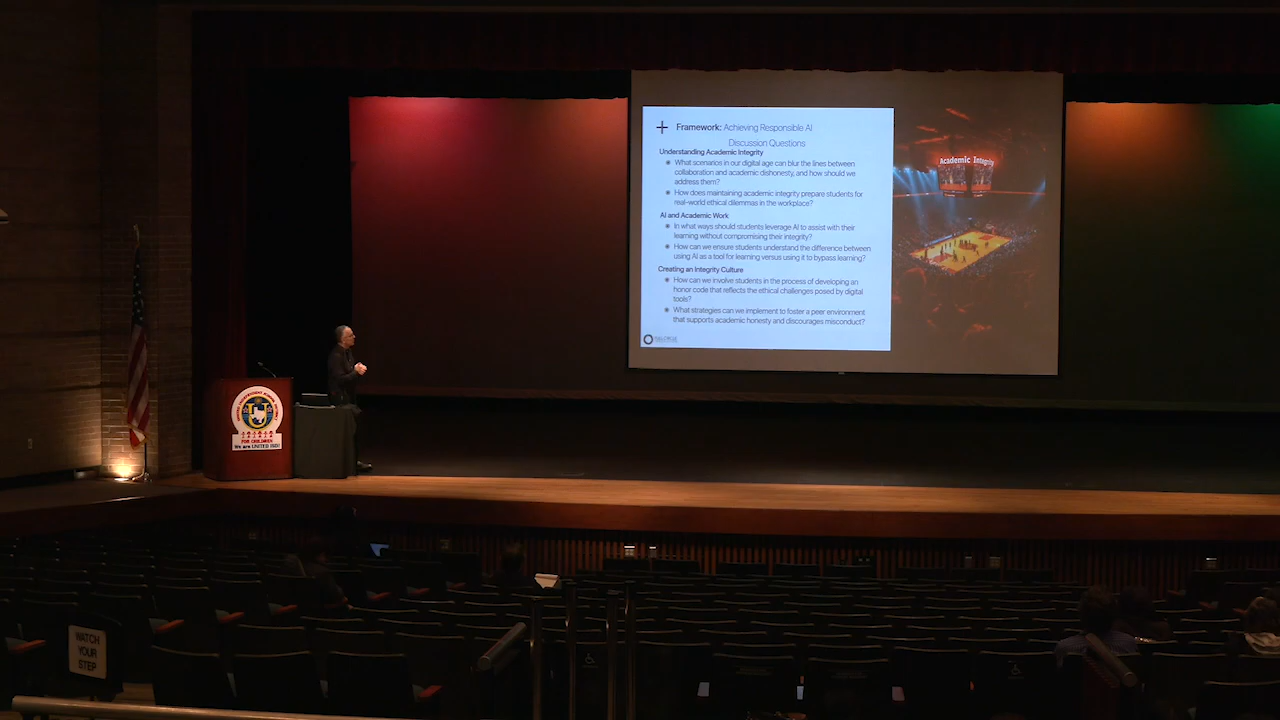 Framework: Achieving Responsible AI
Discussion Questions
Understanding Academic Integrity
What scenarios in our digital age can blur the lines between
collaboration and academic dishonesty, and how should we
address them?
How does maintaining academic integrity prepare students for
real-world ethical dilemmas in the workplace?
AI and Academic Work
In what ways should students leverage AI to assist with their
learning without compromising their integrity?
How can we ensure students understand the difference between
using AI as a tool for learning versus using it to bypass learning?
Creating an Integrity Culture
How can we involve students in the process of developing an
honor code that reflects the ethical challenges posed by digital
tools?
What strategies can we implement to foster a peer environment
that supports academic honesty and discourages misconduct?
Academic Integrity
FOR CHILDREN
We are UNITED ISD!
WATCH
YOUR
STEP